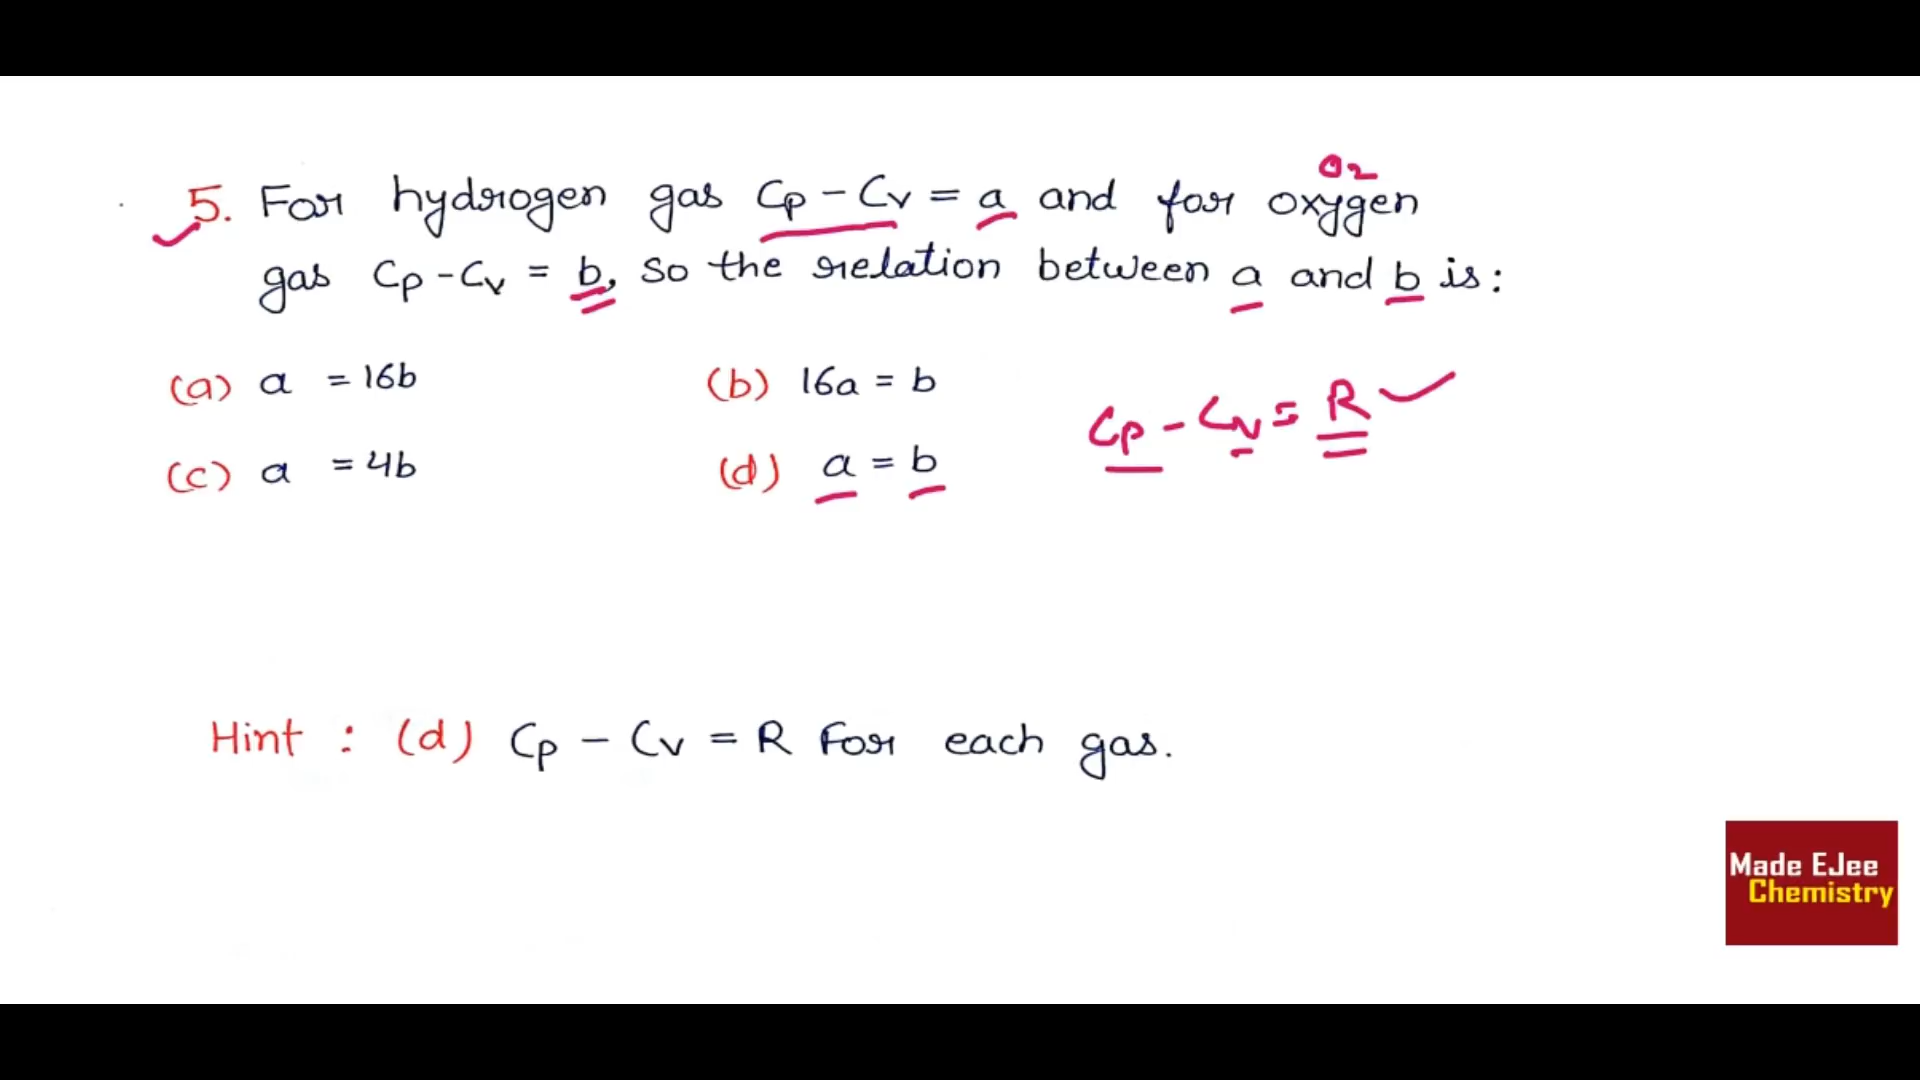 O2
5. For hydrogen gas Cp - Cv = a and for oxygen
gas Cp - Cv = b, so the relation between a and b is:
(a) a = 16b (b) 16a = b
(c) a = 4b (d) a = b
Cp - Cv = R
Hint : (d) Cp - Cv = R For each gas.
Made EJee
Chemistry